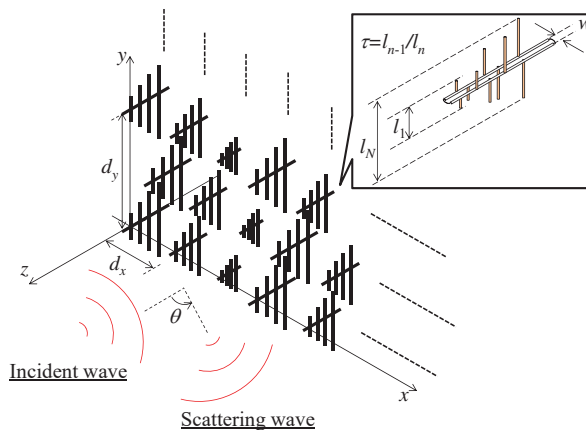 y
τ=l_{n-1}/l_n
w
l_1
l_N
d_y
d_x
z
θ
Incident wave
x
Scattering wave